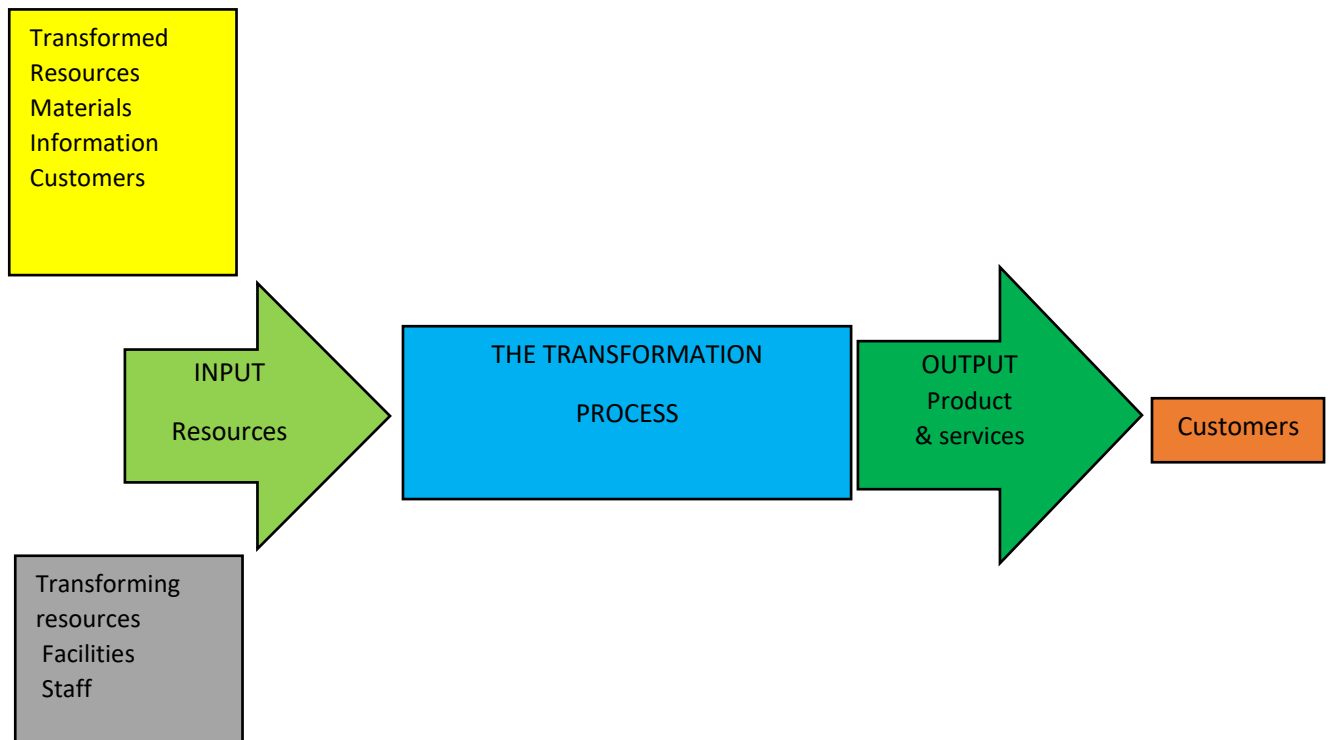 Transformed
Resources
Materials
Information
Customers
INPUT
Resources
THE TRANSFORMATION
PROCESS
OUTPUT
Product
& services
Customers
Transforming
resources
Facilities
Staff